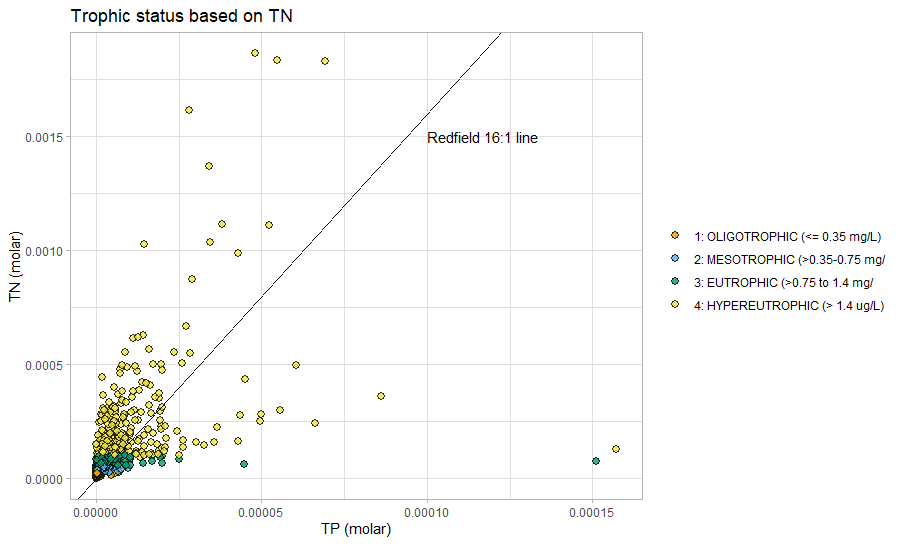 Trophic status based on TN
TN (molar)
0.0015
0.0010
0.0005
0.0000
Redfield 16:1 line
0.00000
0.00005
0.00010
0.00015
TP (molar)
1: OLIGOTROPHIC (<= 0.35 mg/L)
2: MESOTROPHIC (>0.35-0.75 mg/
3: EUTROPHIC (>0.75 to 1.4 mg/
4: HYPEREUTROPHIC (> 1.4 ug/L)